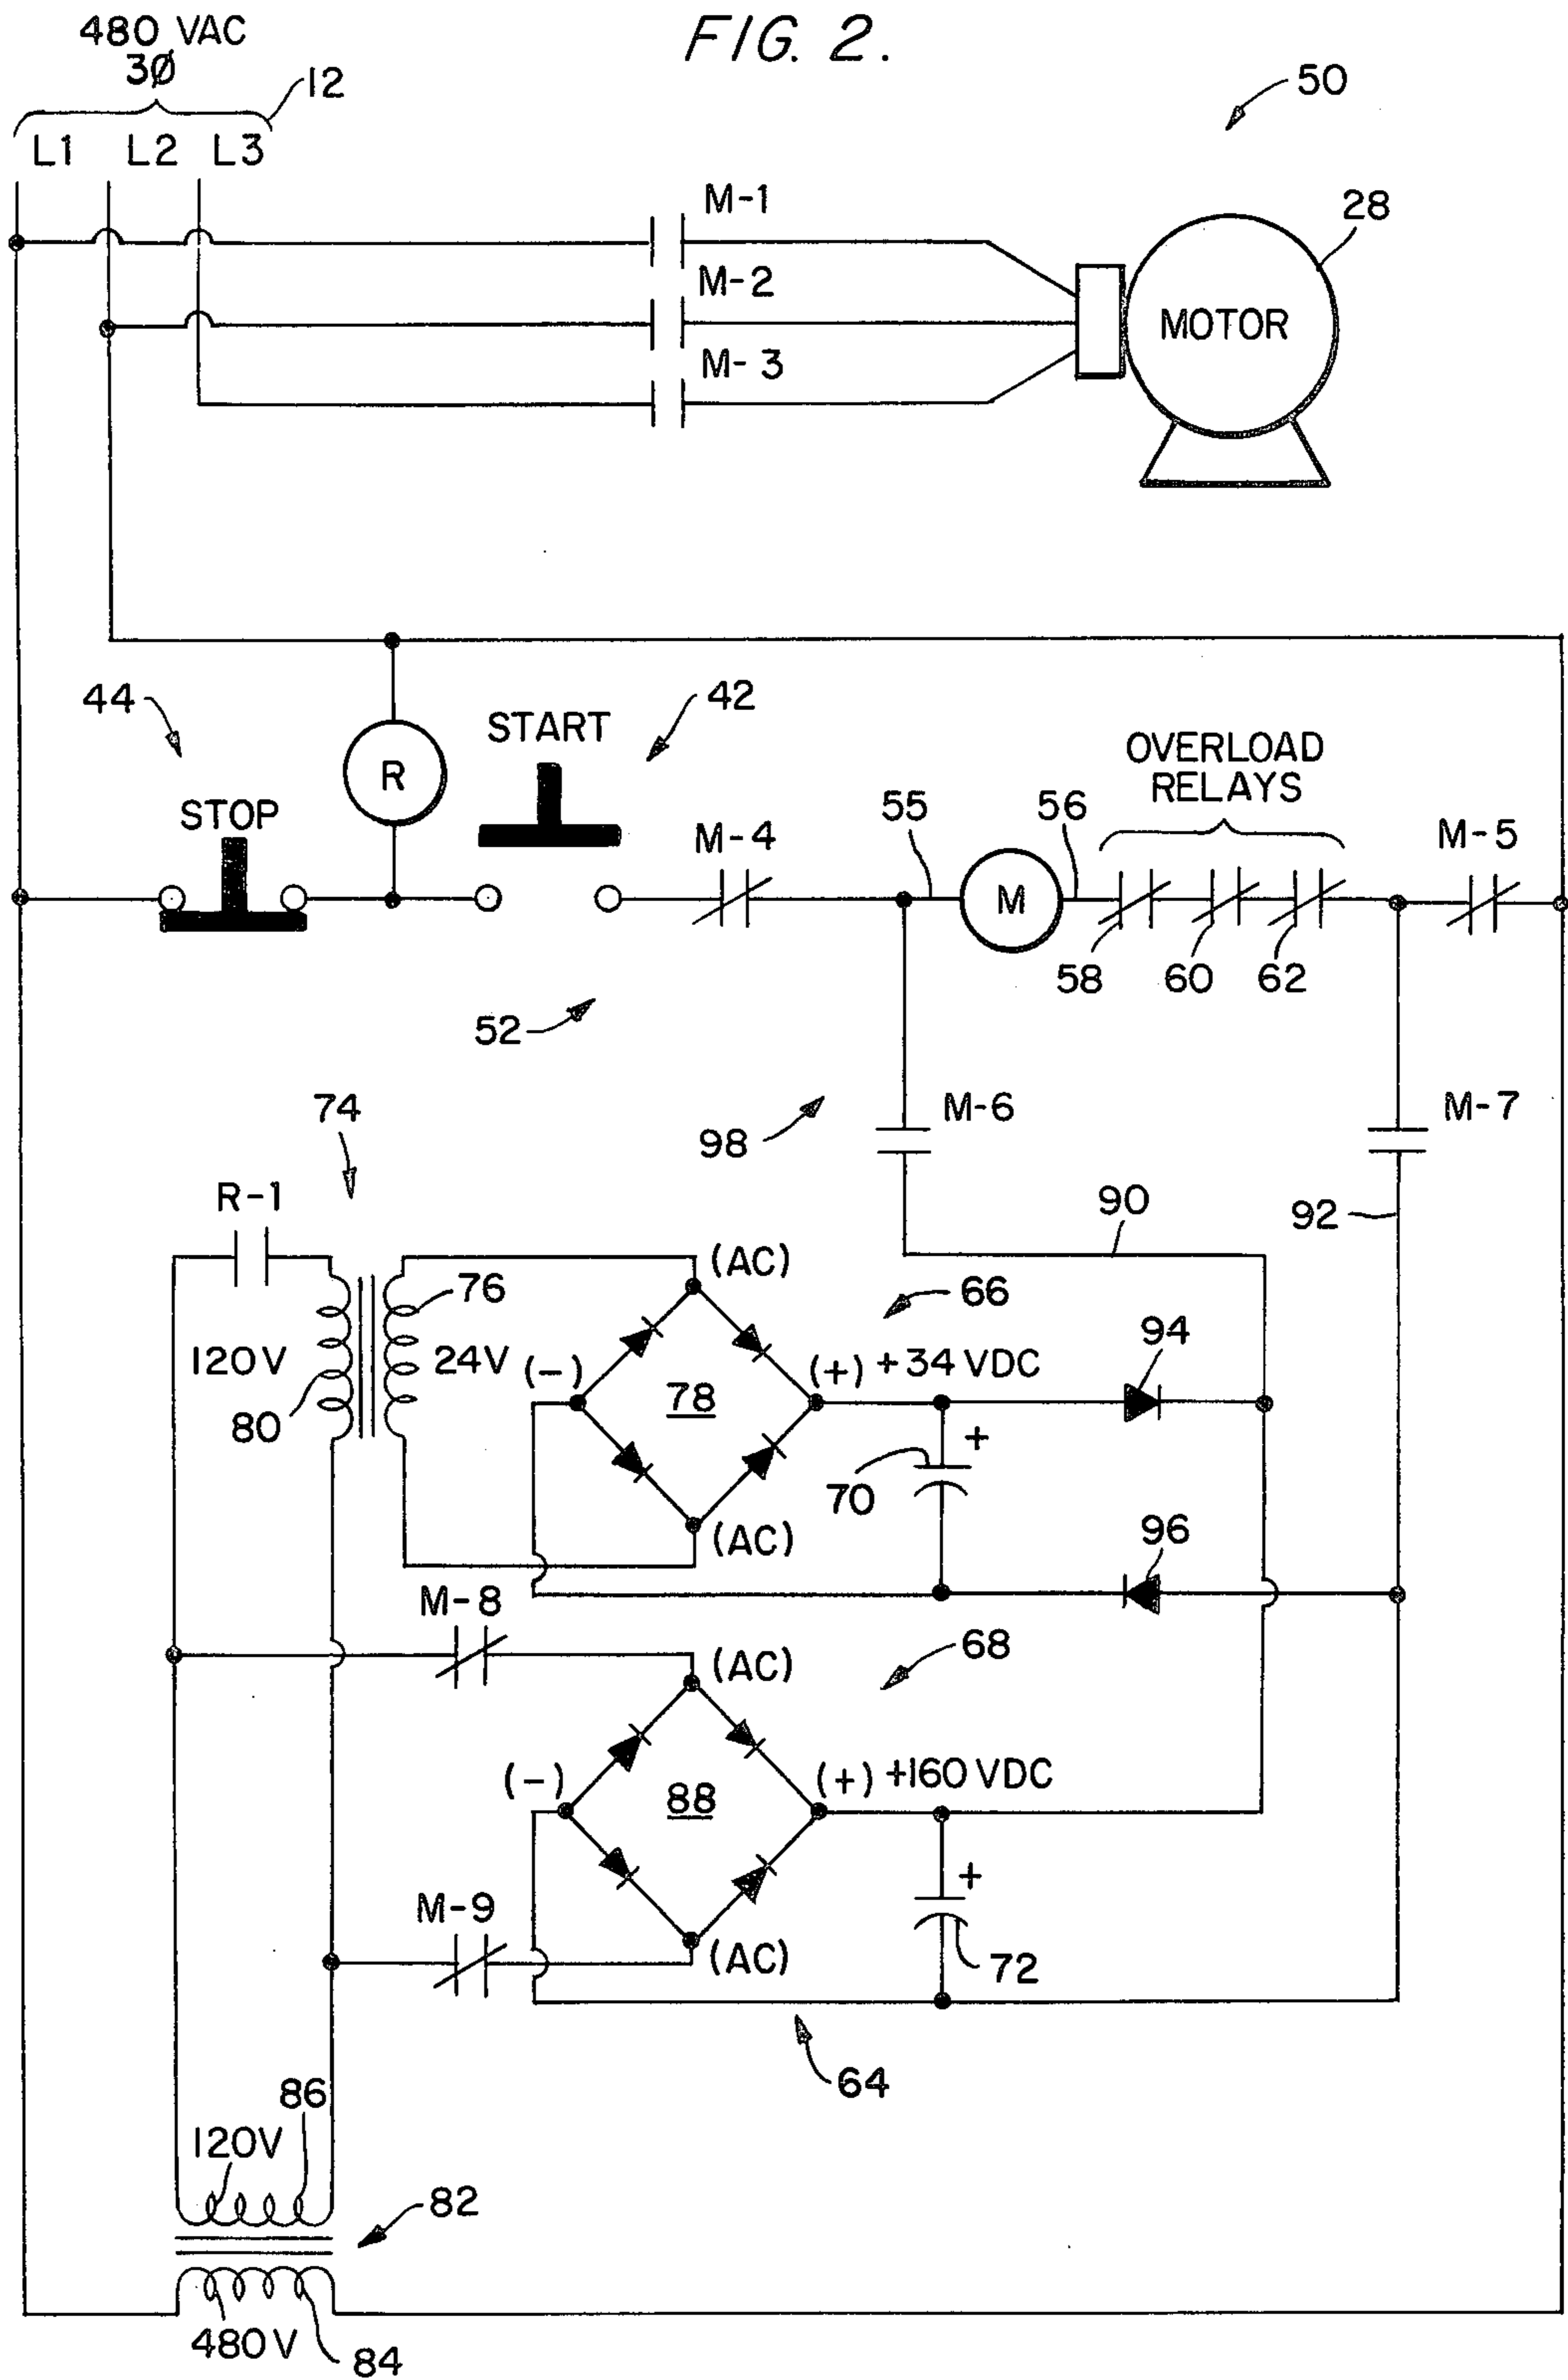 FIG. 2.
480 VAC
3Ø
12
50
L1 L2 L3
M-1
28
M-2
MOTOR
M-3
44
42
START
OVERLOAD
RELAYS
R
STOP
55
56
M-4
M-5
M
58 60 62
52
74
98
M-6
M-7
R-1
90
92
(AC)
76
66
94
120V
24V
(-)
(+) +34 VDC
78
80
+
70
(AC)
96
M-8
68
(AC)
(-)
(+) +160 VDC
88
+
M-9
(AC)
72
64
86
120V
82
480V
84